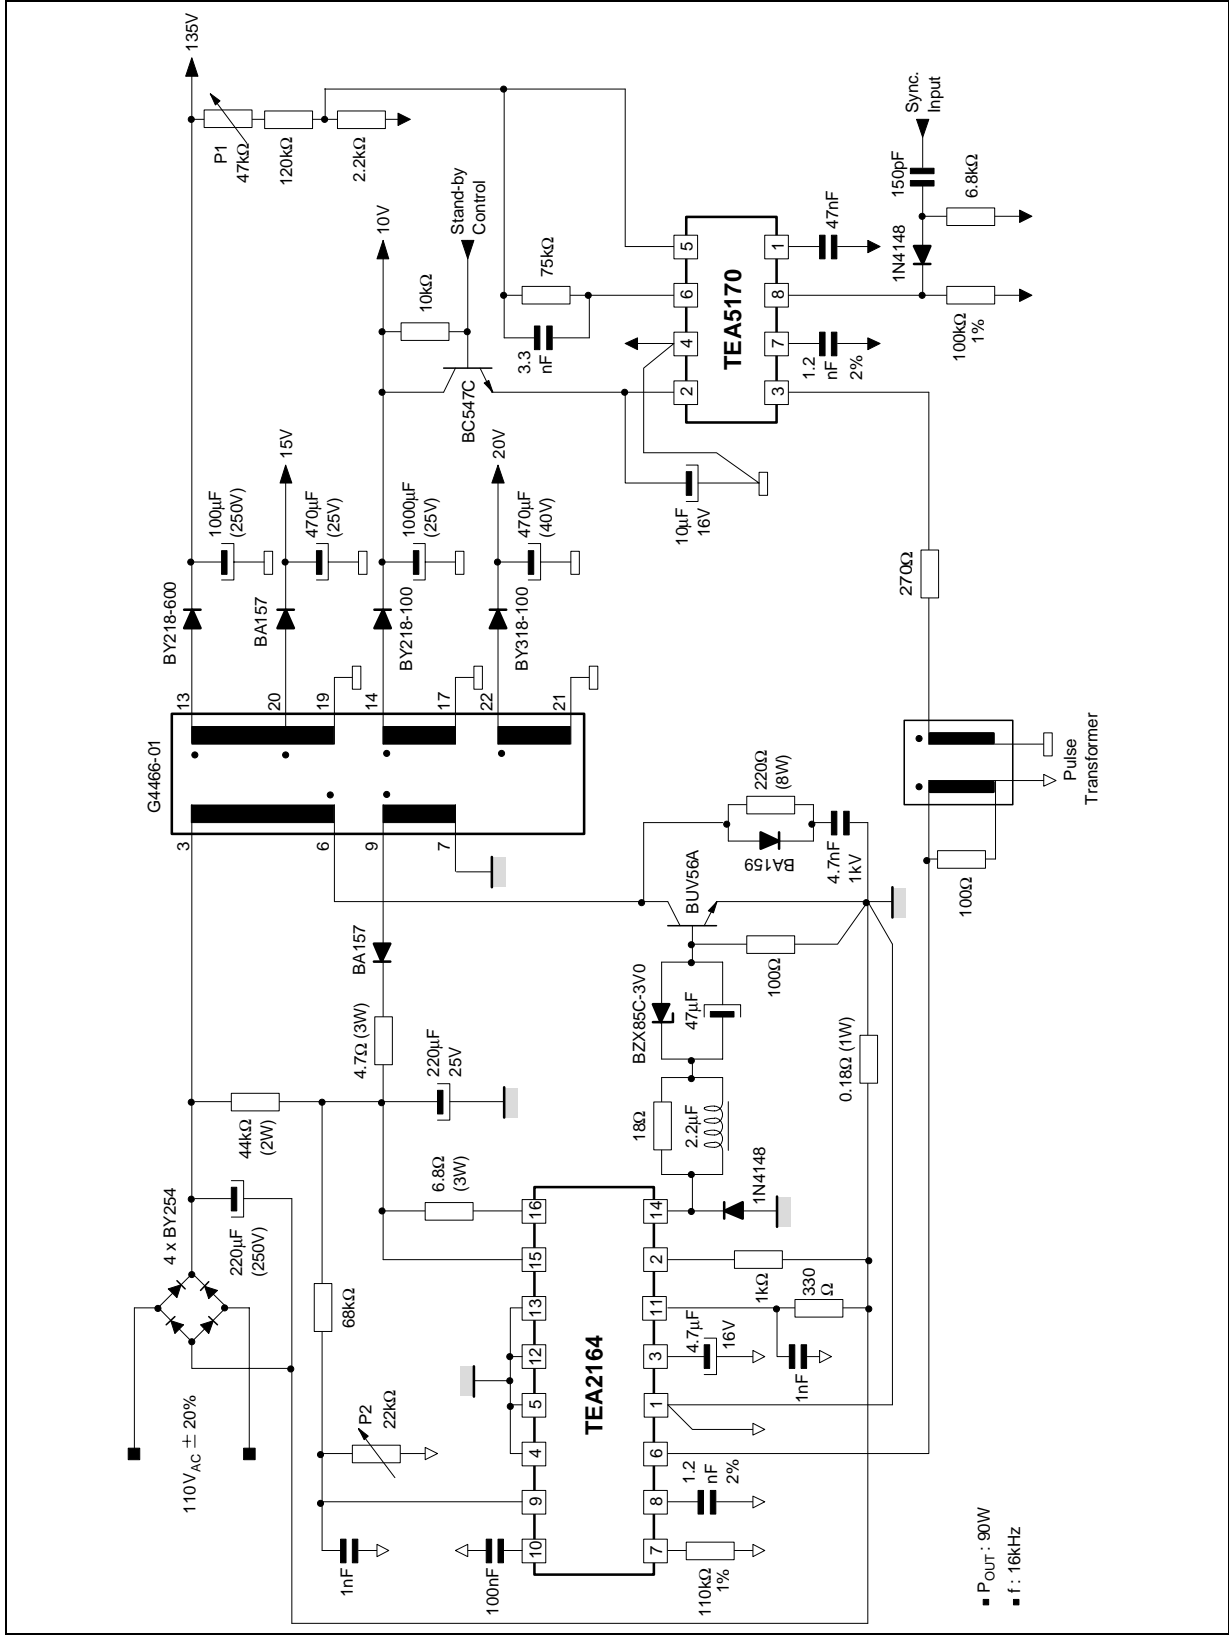 110VAC ± 20%
4 x BY254
220µF
(250V)
44kΩ
(2W)
68kΩ
P2
22kΩ
1nF
100nF
6.8Ω
(3W)
4.7Ω (3W)
220µF
25V
BA157
G4466-01
3
6
9
7
13
20
19
14
17
22
21
BY218-600
BA157
BY218-100
BY318-100
100µF
(250V)
470µF
(25V)
1000µF
(25V)
470µF
(40V)
135V
15V
10V
20V
P1
47kΩ
120kΩ
2.2kΩ
10kΩ
Stand-by
Control
BC547C
3.3
nF
75kΩ
10µF
16V
TEA5170
2
4
6
5
3
7
8
1
1.2
nF
2%
47nF
1N4148
150pF
Sync.
Input
6.8kΩ
100kΩ
1%
270Ω
Pulse
Transformer
100Ω
220Ω
(8W)
BA159
4.7nF
1kV
BUV56A
100Ω
BZX85C-3V0
47µF
18Ω
2.2µF
1N4148
0.18Ω (1W)
TEA2164
10
9
4
5
12
13
15
16
7
8
6
1
3
11
2
14
110kΩ
1%
1.2
nF
2%
4.7µF
16V
1nF
330
Ω
1kΩ
■ POUT : 90W
■ f : 16kHz